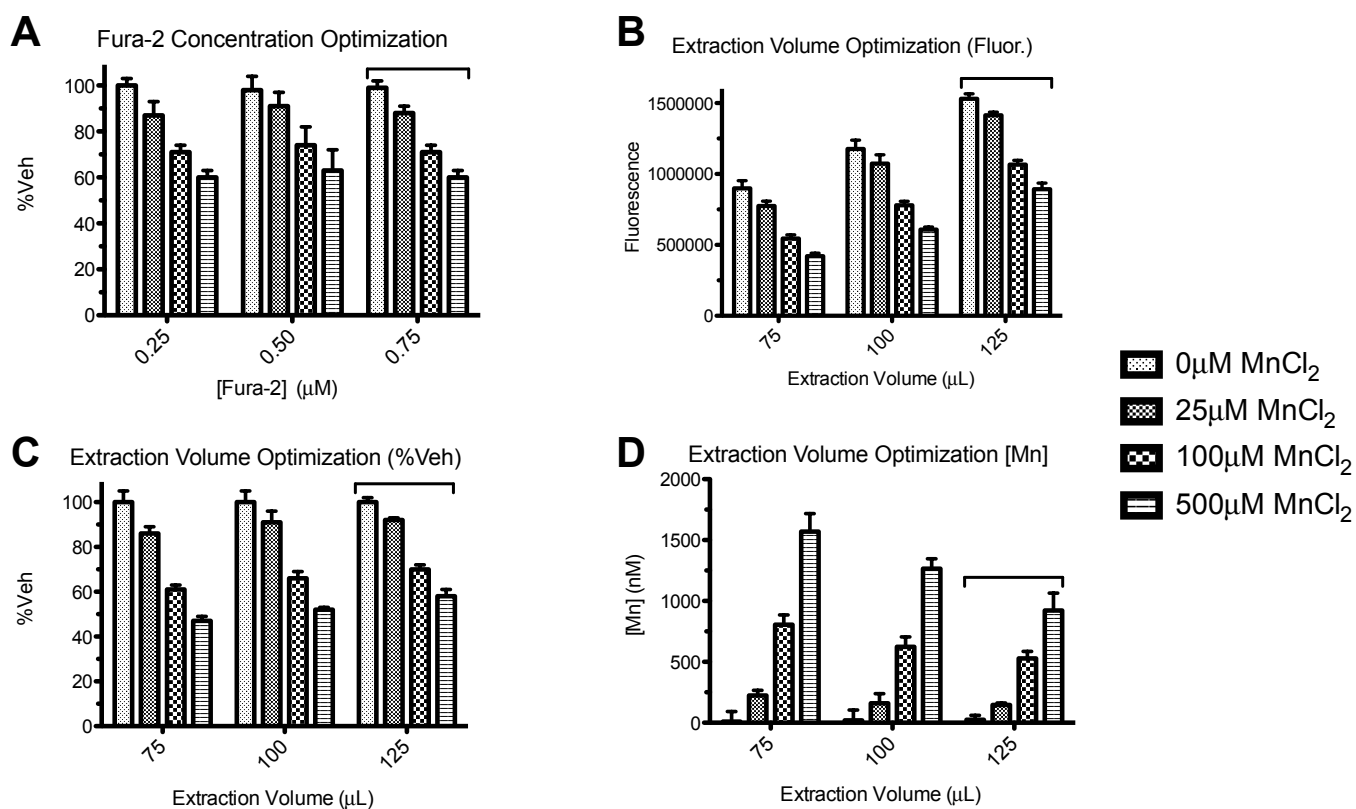 A
Fura-2 Concentration Optimization
%Veh
100
80
60
40
20
0
0.25
0.50
0.75
[Fura-2] (μM)
B
Extraction Volume Optimization (Fluor.)
Fluorescence
1500000
1000000
500000
0
75
100
125
Extraction Volume (μL)
0μM MnCl2
25μM MnCl2
100μM MnCl2
500μM MnCl2
C
Extraction Volume Optimization (%Veh)
%Veh
100
80
60
40
20
0
75
100
125
Extraction Volume (μL)
D
Extraction Volume Optimization [Mn]
[Mn] (nM)
2000
1500
1000
500
0
75
100
125
Extraction Volume (μL)